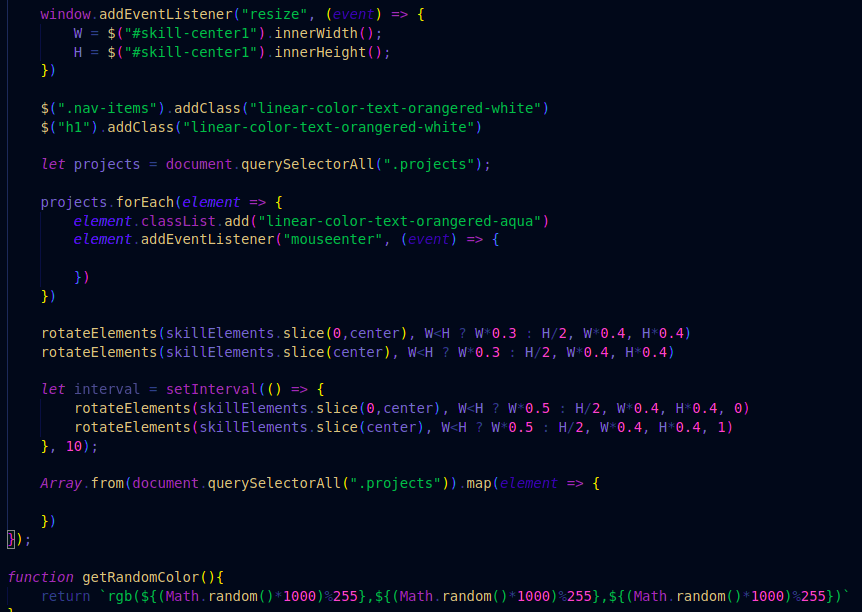 window.addEventListener("resize", (event) => {
W = $("#skill-center1").innerWidth();
H = $("#skill-center1").innerHeight();
})
$(".nav-items").addClass("linear-color-text-orangered-white")
$("h1").addClass("linear-color-text-orangered-white")
let projects = document.querySelectorAll(".projects");
projects.forEach(element => {
element.classList.add("linear-color-text-orangered-aqua")
element.addEventListener("mouseenter", (event) => {
})
})
rotateElements(skillElements.slice(0,center), W<H ? W*0.3 : H/2, W*0.4, H*0.4)
rotateElements(skillElements.slice(center), W<H ? W*0.3 : H/2, W*0.4, H*0.4)
let interval = setInterval(() => {
rotateElements(skillElements.slice(0,center), W<H ? W*0.5 : H/2, W*0.4, H*0.4, 0)
rotateElements(skillElements.slice(center), W<H ? W*0.5 : H/2, W*0.4, H*0.4, 1)
}, 10);
Array.from(document.querySelectorAll(".projects")).map(element => {
})
});
function getRandomColor(){
return `rgb(${(Math.random()*1000)%255},${(Math.random()*1000)%255},${(Math.random()*1000)%255})`